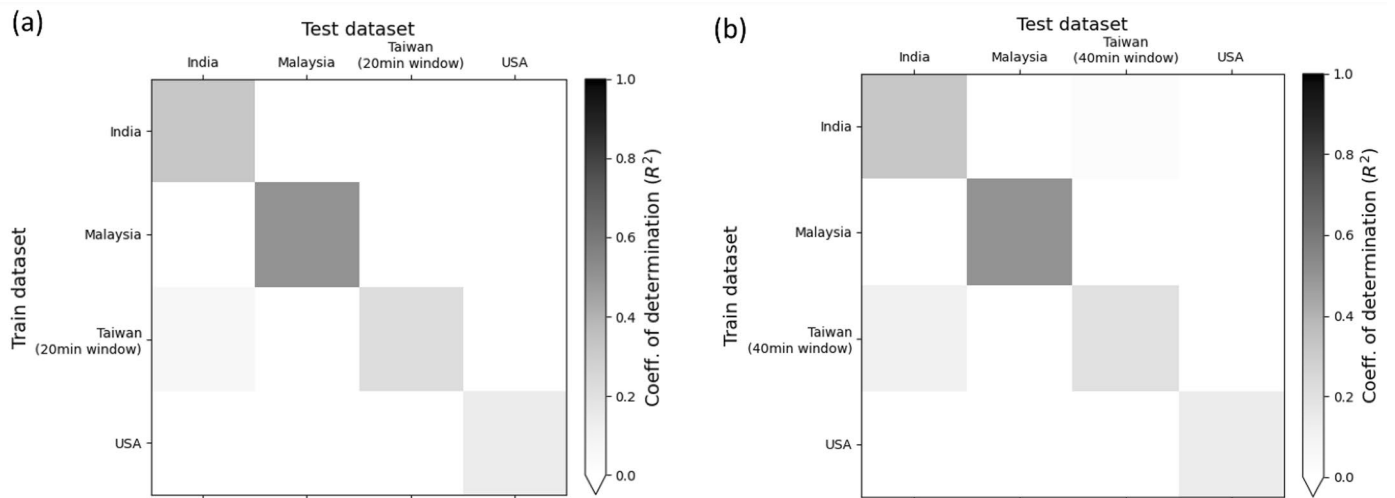 (a)
Test dataset
India
Malaysia
Taiwan
(20min window)
USA
Train dataset
India
Malaysia
Taiwan
(20min window)
USA
1.0
0.8
0.6
0.4
0.2
0.0
Coeff. of determination (R²)
(b)
Test dataset
India
Malaysia
Taiwan
(40min window)
USA
Train dataset
India
Malaysia
Taiwan
(40min window)
USA
1.0
0.8
0.6
0.4
0.2
0.0
Coeff. of determination (R²)